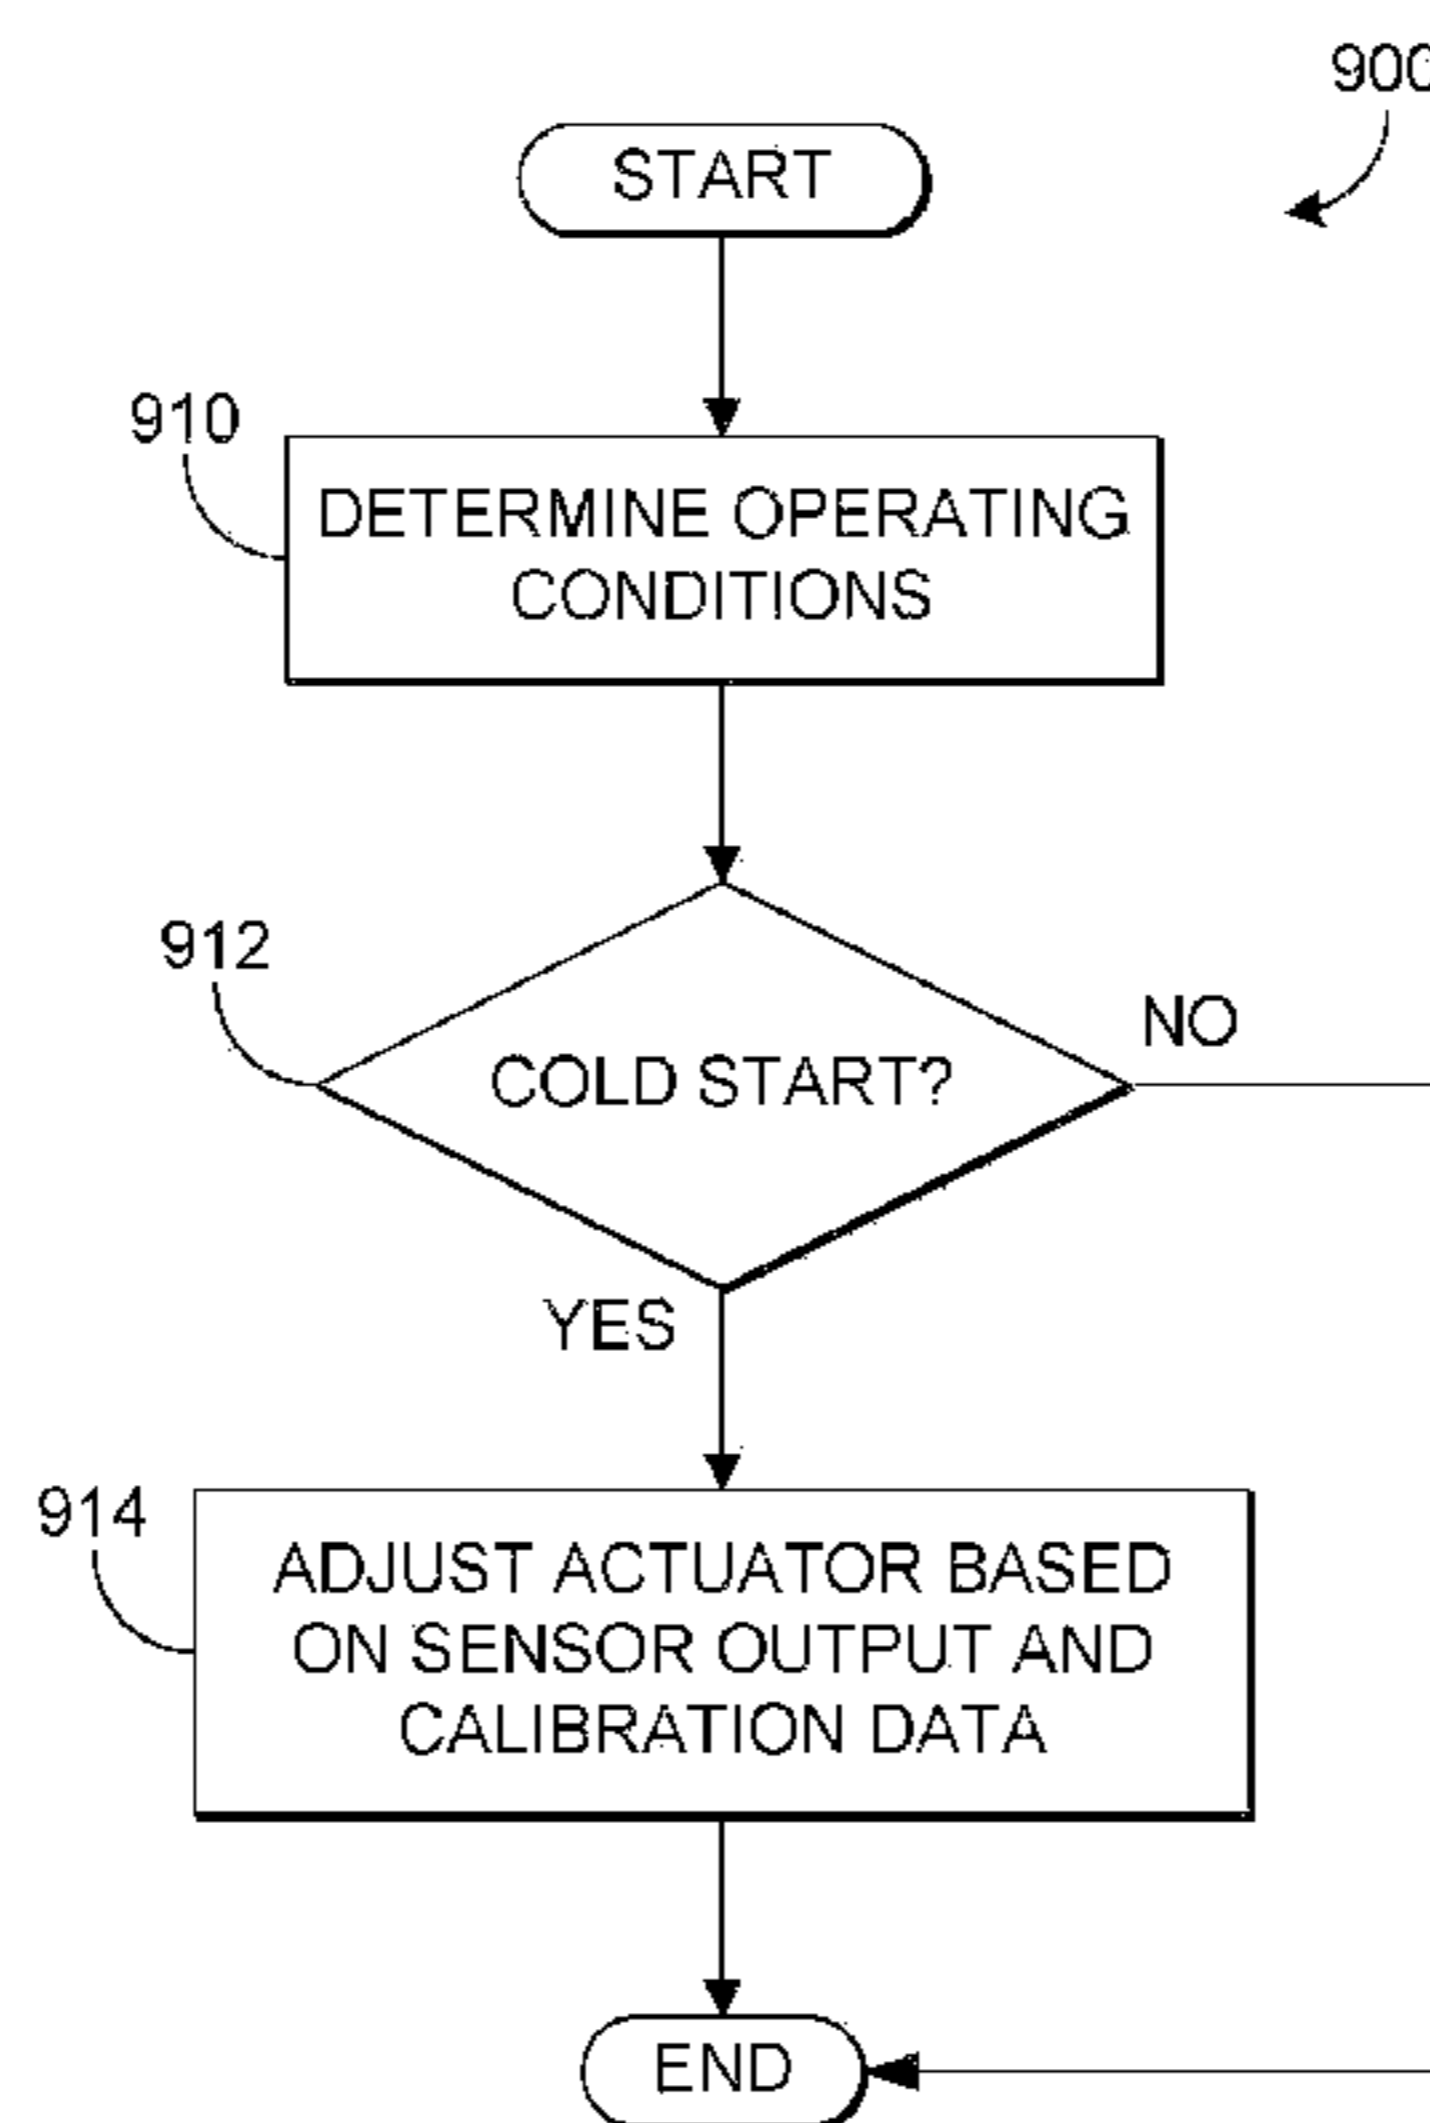 900
START
910
DETERMINE OPERATING
CONDITIONS
912
COLD START?
NO
YES
914
ADJUST ACTUATOR BASED
ON SENSOR OUTPUT AND
CALIBRATION DATA
END